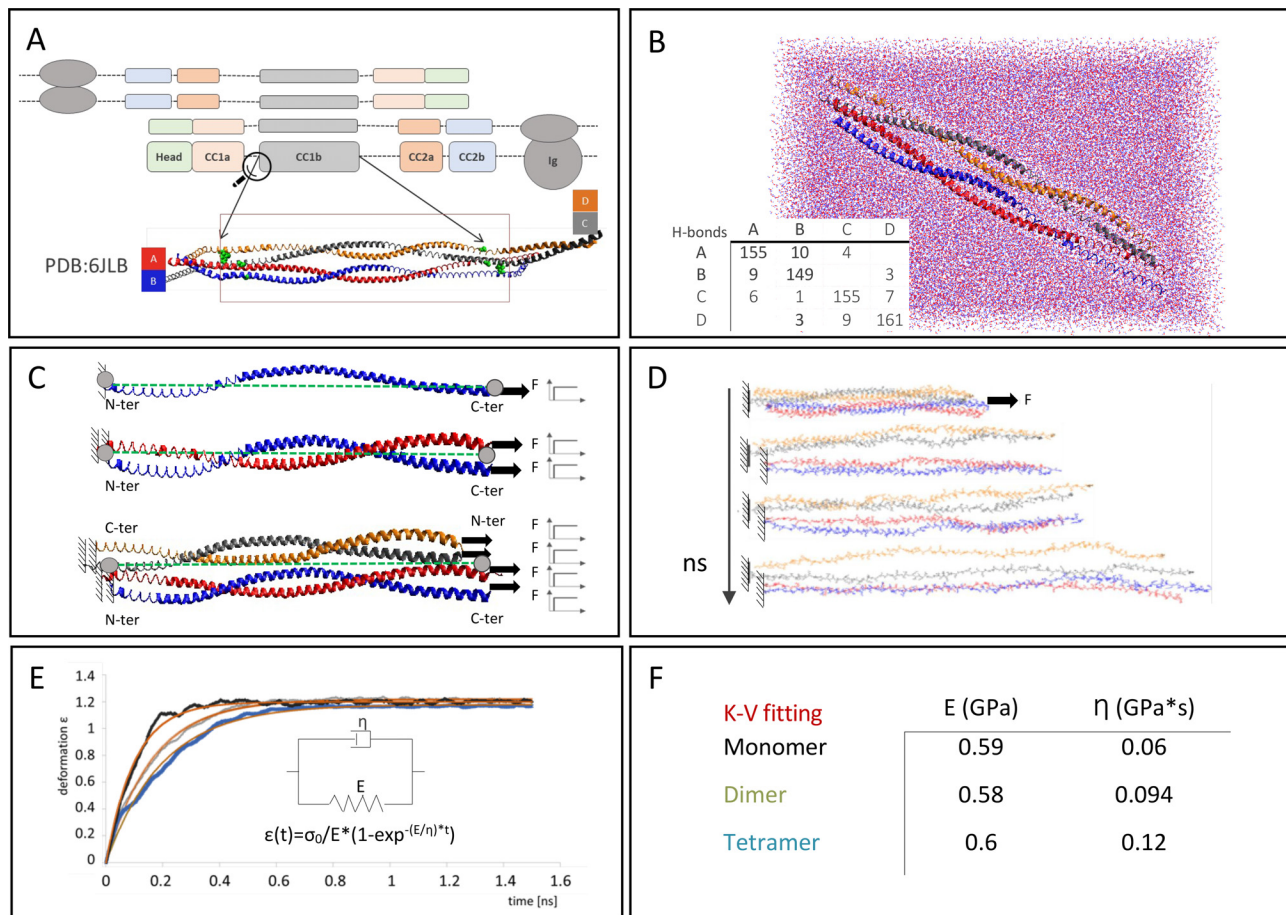 A
Head CC1a CC1b CC2a CC2b Ig
D
C
PDB:6JLB
A
B
B
H-bonds A B C D
A 155 10 4
B 9 149 3
C 6 1 155 7
D 3 9 161
C
N-ter C-ter F
F
F
N-ter C-ter
C-ter N-ter F
F
F
F
N-ter C-ter
D
F
ns
E
deformation ε
1.4
1.2
1
0.8
0.6
0.4
0.2
0
0 0.2 0.4 0.6 0.8 1 1.2 1.4 1.6
time [ns]
η
E
ε(t)=σ₀/E*(1-exp⁻⁽ᴱ/η⁾*ᵗ)
F
K-V fitting E (GPa) η (GPa*s)
Monomer 0.59 0.06
Dimer 0.58 0.094
Tetramer 0.6 0.12